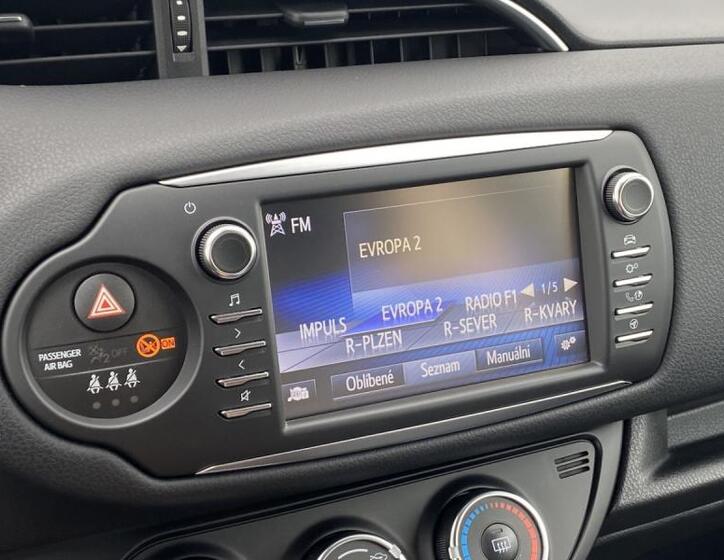 FM
EVROPA 2
1/5
IMPULS EVROPA 2 RADIO F1
R-PLZEN R-SEVER R-KVARY
Oblíbené Seznam Manuální
PASSENGER
AIR BAG
OFF
ON